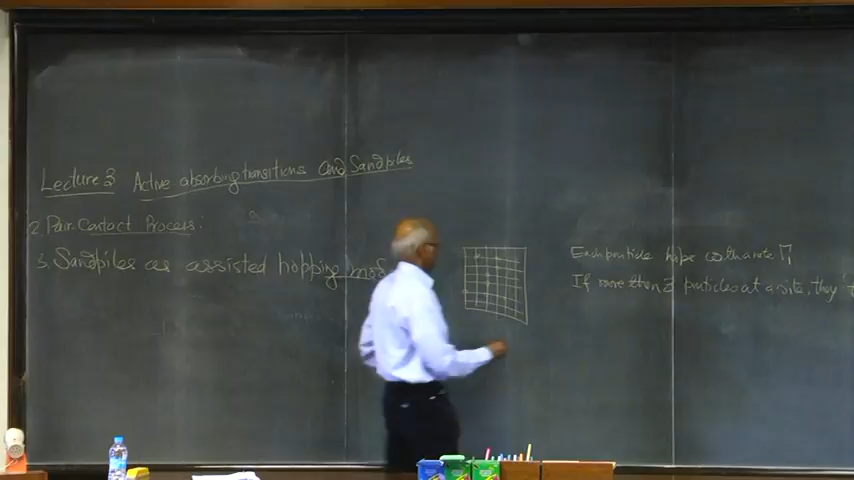 Lecture 3 Active absorbing transitions and Sandpiles
2. Pair Contact Process:
3. Sandpiles as assisted hopping mod
Each particle hops with rate Γ
If more than 2 particles at a site, they